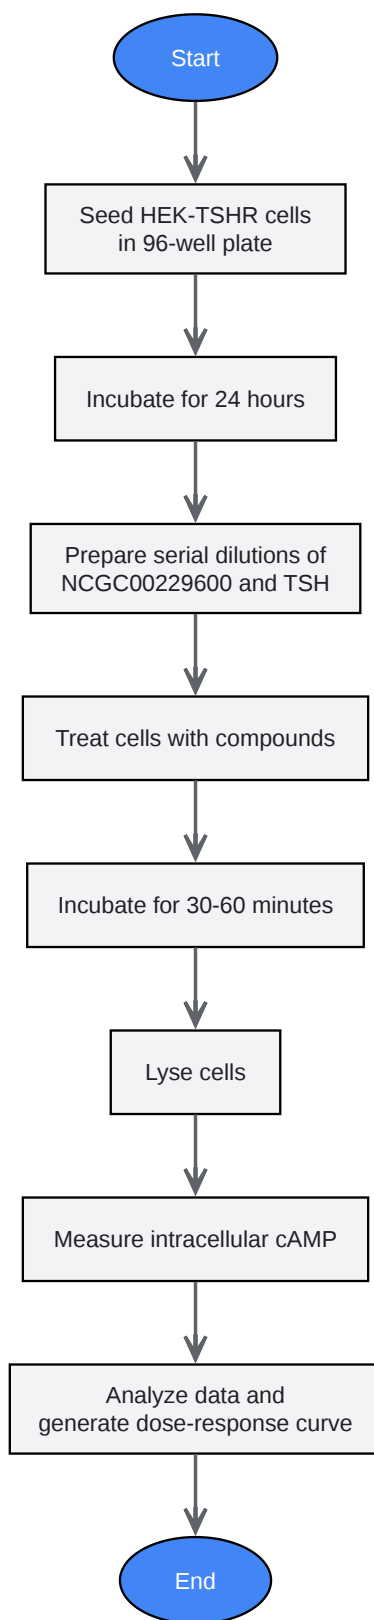 Start
Seed HEK-TSHR cells
in 96-well plate
Incubate for 24 hours
Prepare serial dilutions of
NCGC00229600 and TSH
Treat cells with compounds
Incubate for 30-60 minutes
Lyse cells
Measure intracellular cAMP
Analyze data and
generate dose-response curve
End